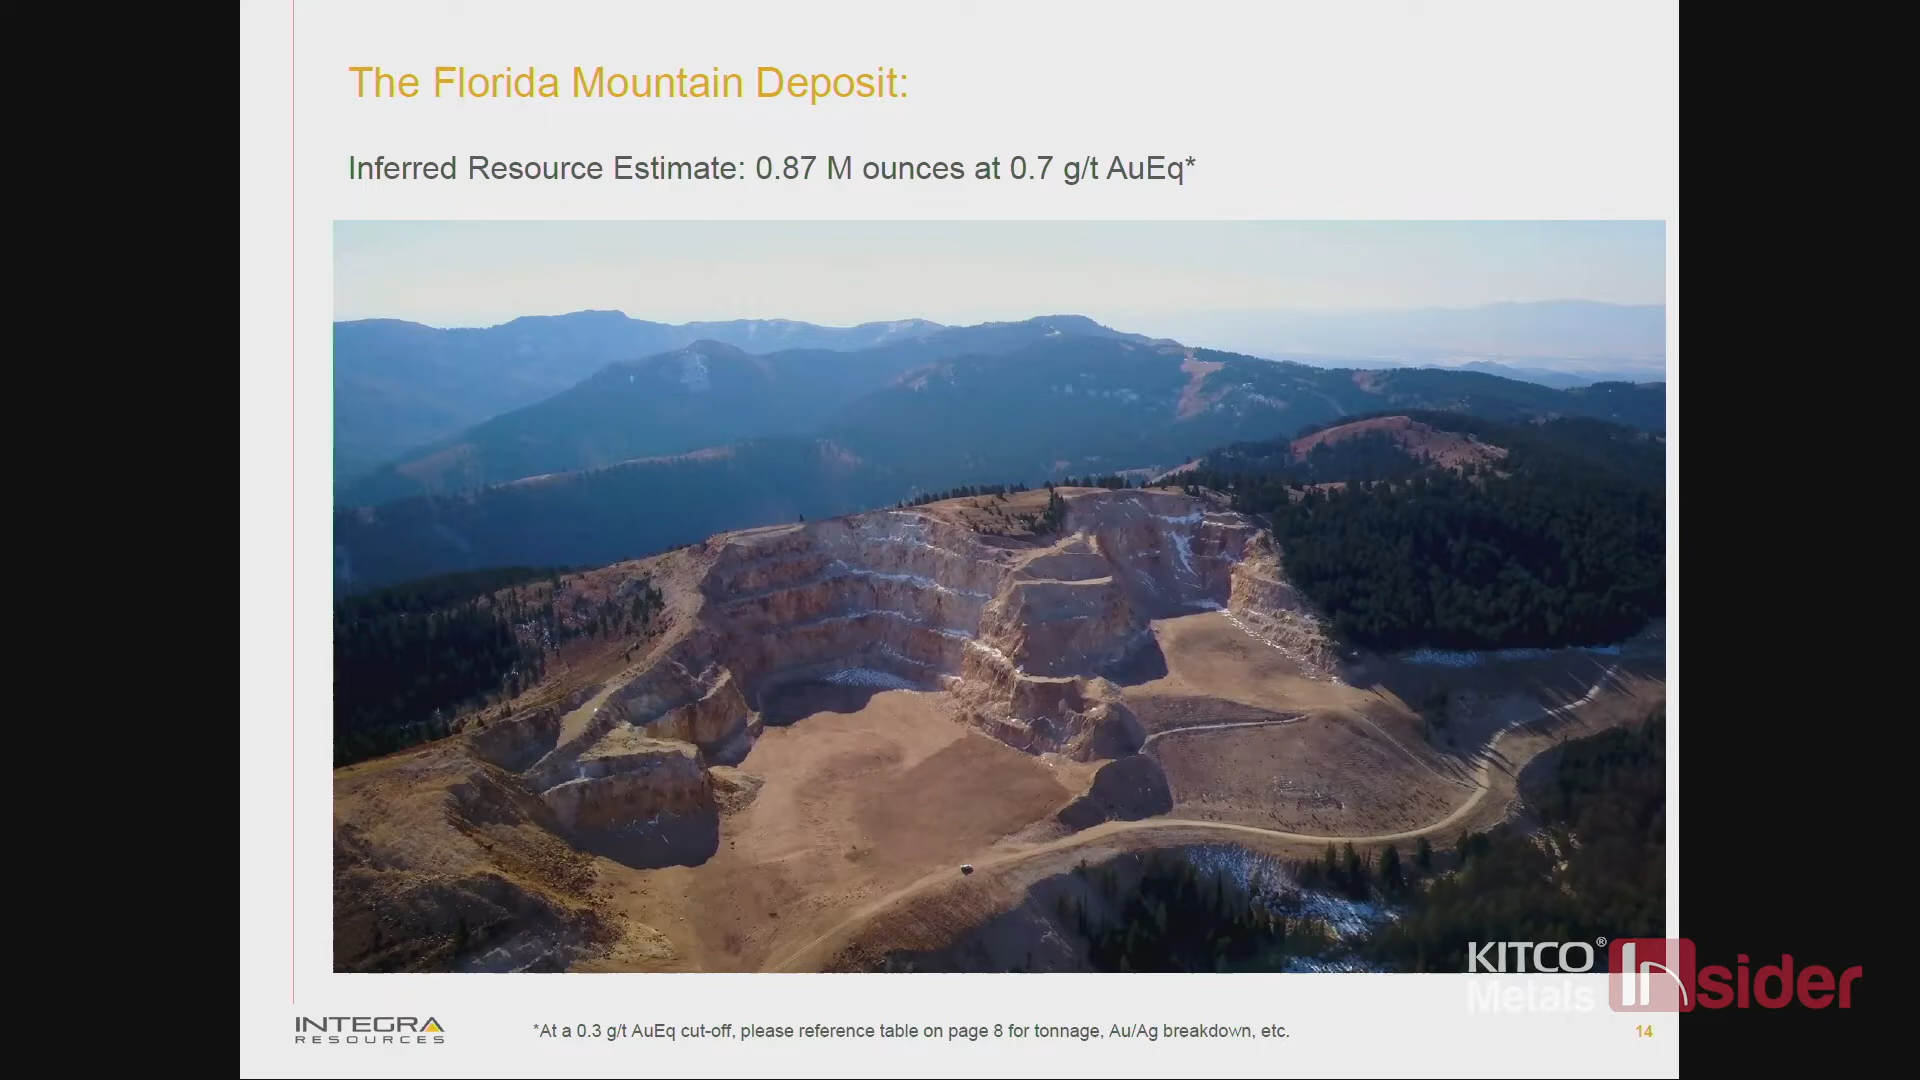 The Florida Mountain Deposit:
Inferred Resource Estimate: 0.87 M ounces at 0.7 g/t AuEq*
KITCO®
Metals
INsider
INTEGRA
RESOURCES
*At a 0.3 g/t AuEq cut-off, please reference table on page 8 for tonnage, Au/Ag breakdown, etc.
14